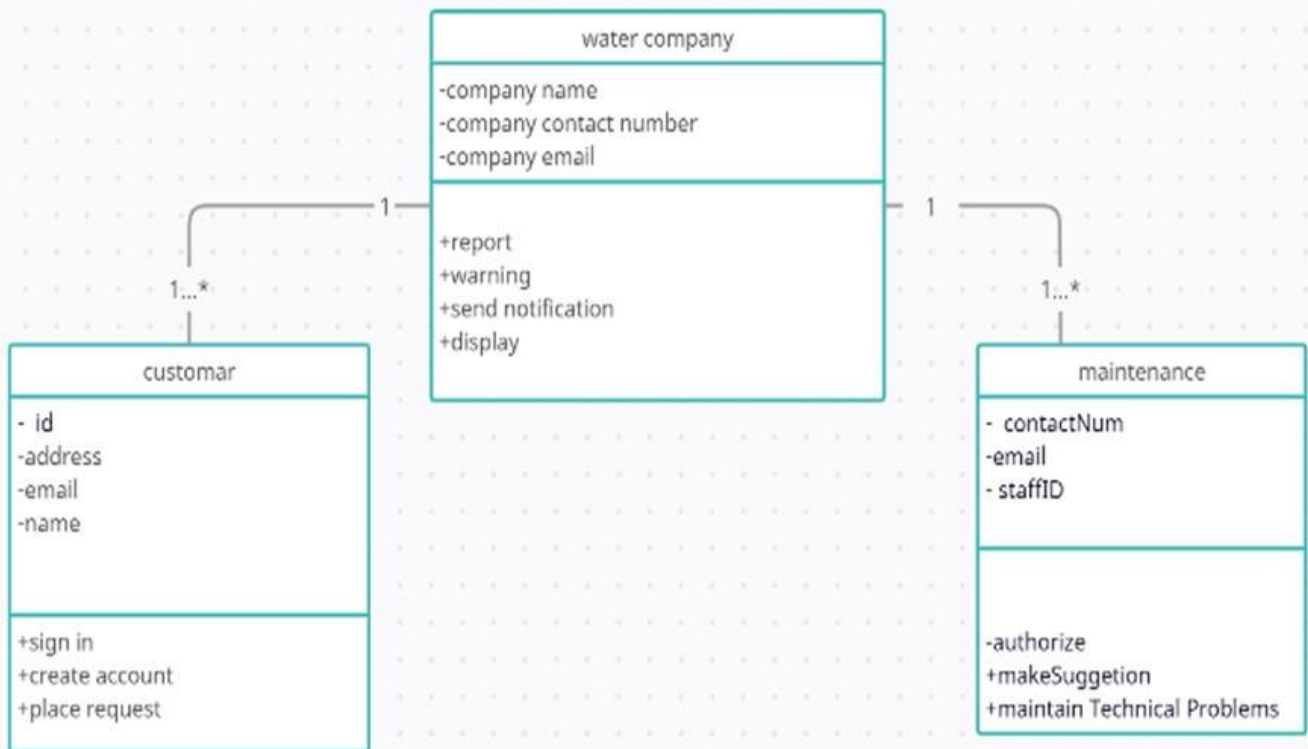 water company
-company name
-company contact number
-company email
+report
+warning
+send notification
+display
1
1
1...*
1...*
customar
- id
-address
-email
-name
+sign in
+create account
+place request
maintenance
- contactNum
-email
- staffID
-authorize
+makeSuggetion
+maintain Technical Problems